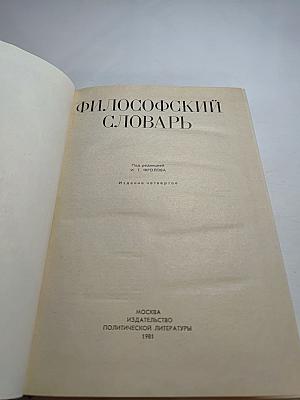 ФИЛОСОФСКИЙ
СЛОВАРЬ
Под редакцией
И. Т. ФРОЛОВА
Издание четвертое
МОСКВА
ИЗДАТЕЛЬСТВО
ПОЛИТИЧЕСКОЙ ЛИТЕРАТУРЫ
1981